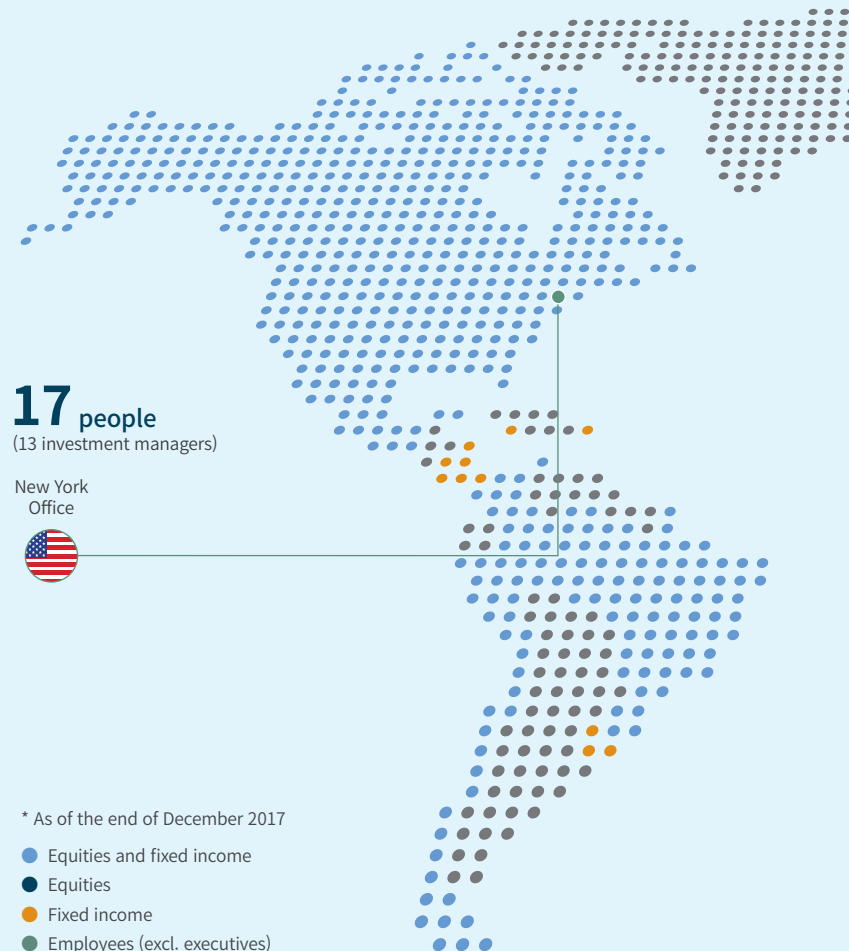 17 people
(13 investment managers)
New York
Office
* As of the end of December 2017
Equities and fixed income
Equities
Fixed income
Employees (excl. executives)